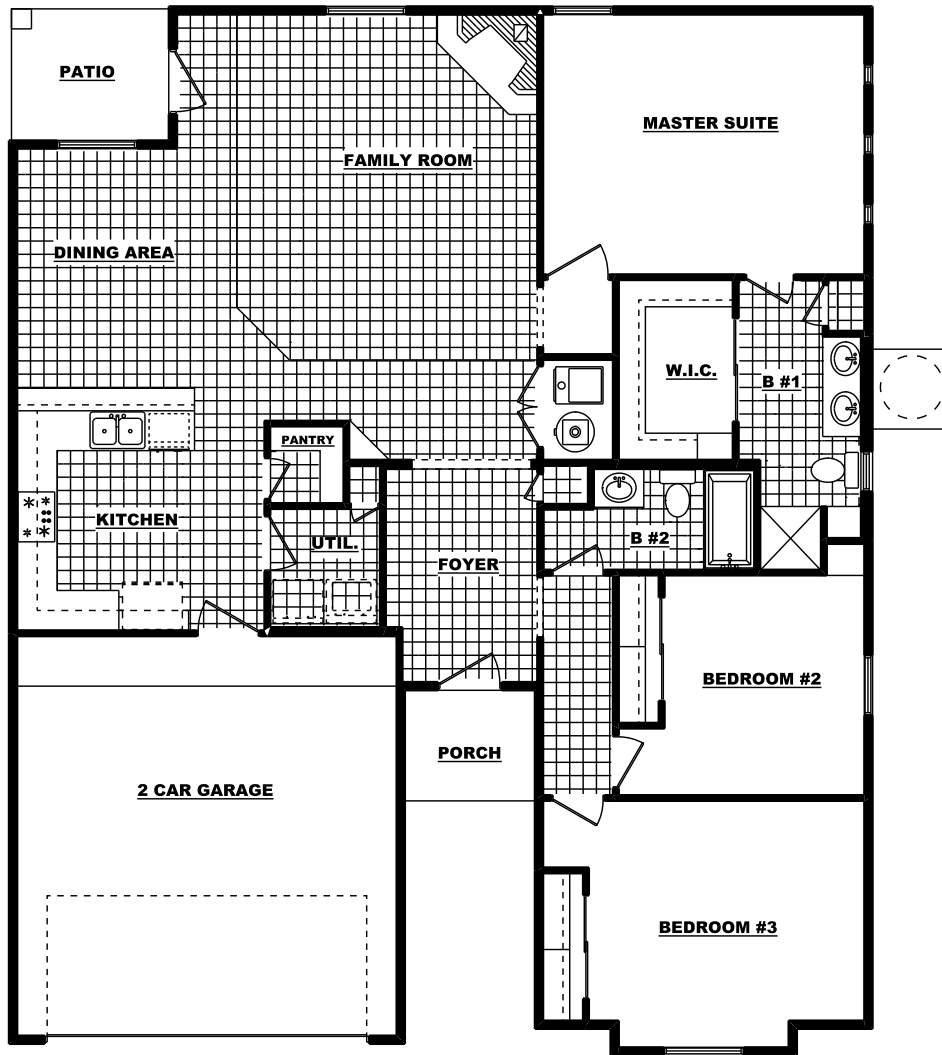 PATIO
MASTER SUITE
FAMILY ROOM
DINING AREA
W.I.C.
B #1
PANTRY
KITCHEN
UTIL.
B #2
FOYER
BEDROOM #2
PORCH
2 CAR GARAGE
BEDROOM #3